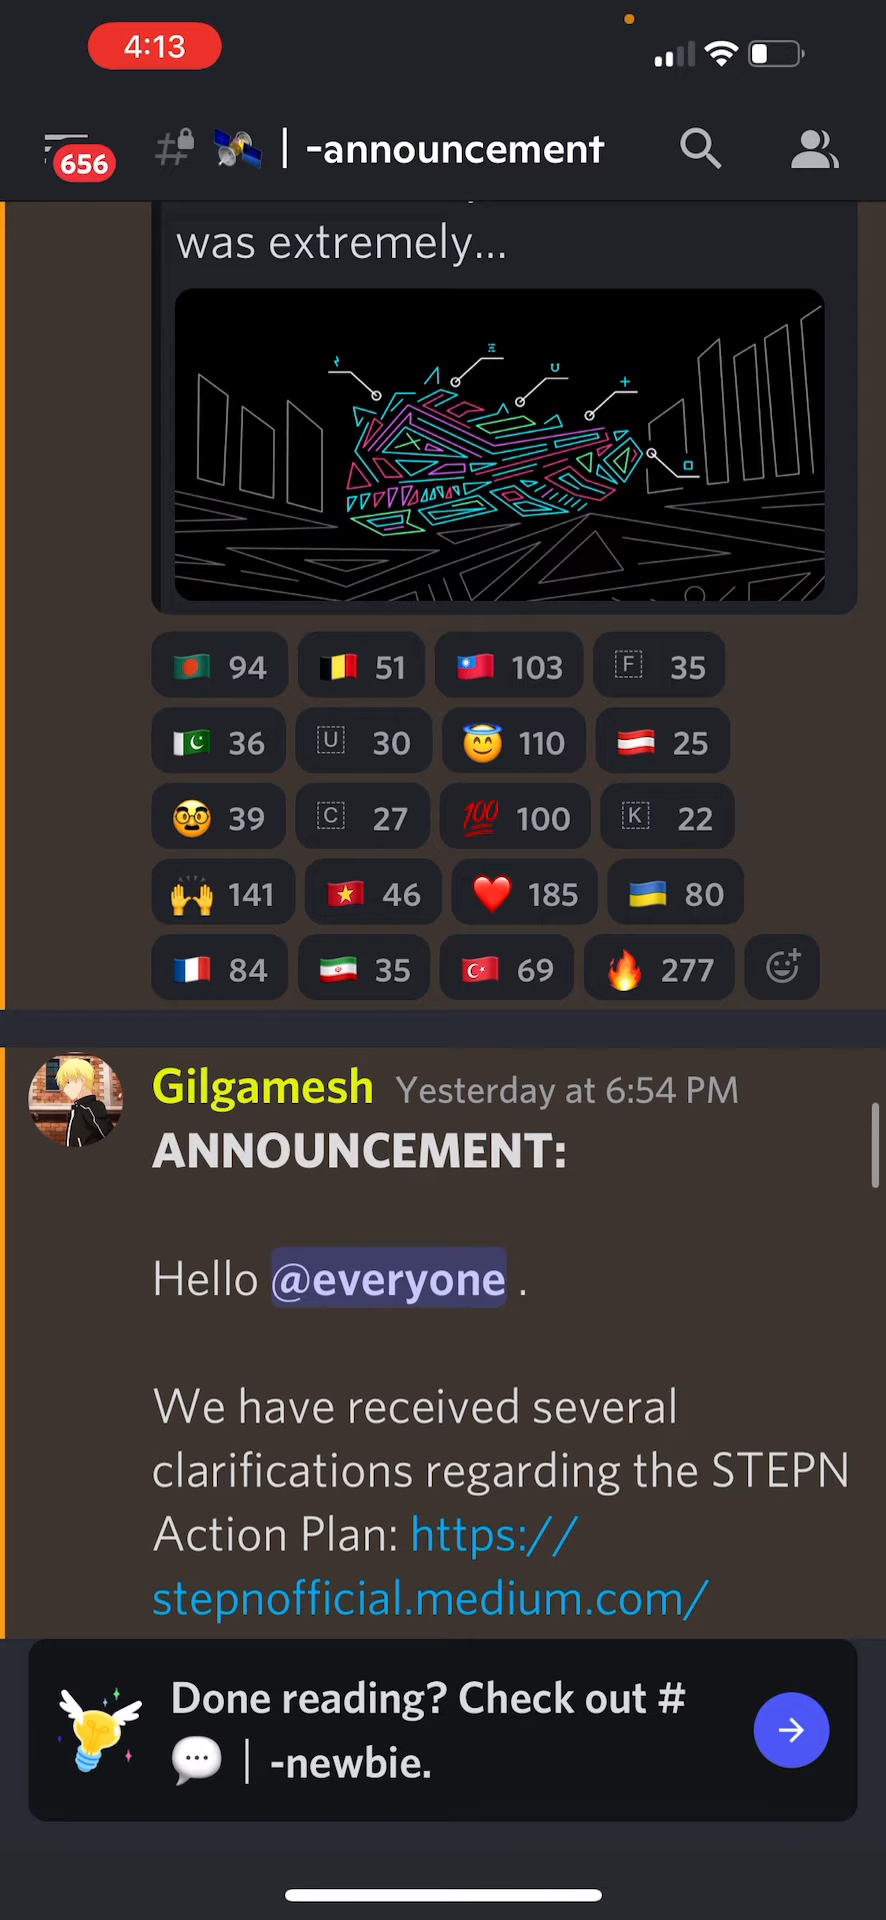 4:13
656
| -announcement
was extremely...
94 51 103 F 35
36 U 30 110 25
39 C 27 100 100 K 22
141 46 185 80
84 35 69 277
Gilgamesh Yesterday at 6:54 PM
ANNOUNCEMENT:
Hello @everyone .
We have received several
clarifications regarding the STEPN
Action Plan: https://
stepnofficial.medium.com/
Done reading? Check out #
| -newbie.